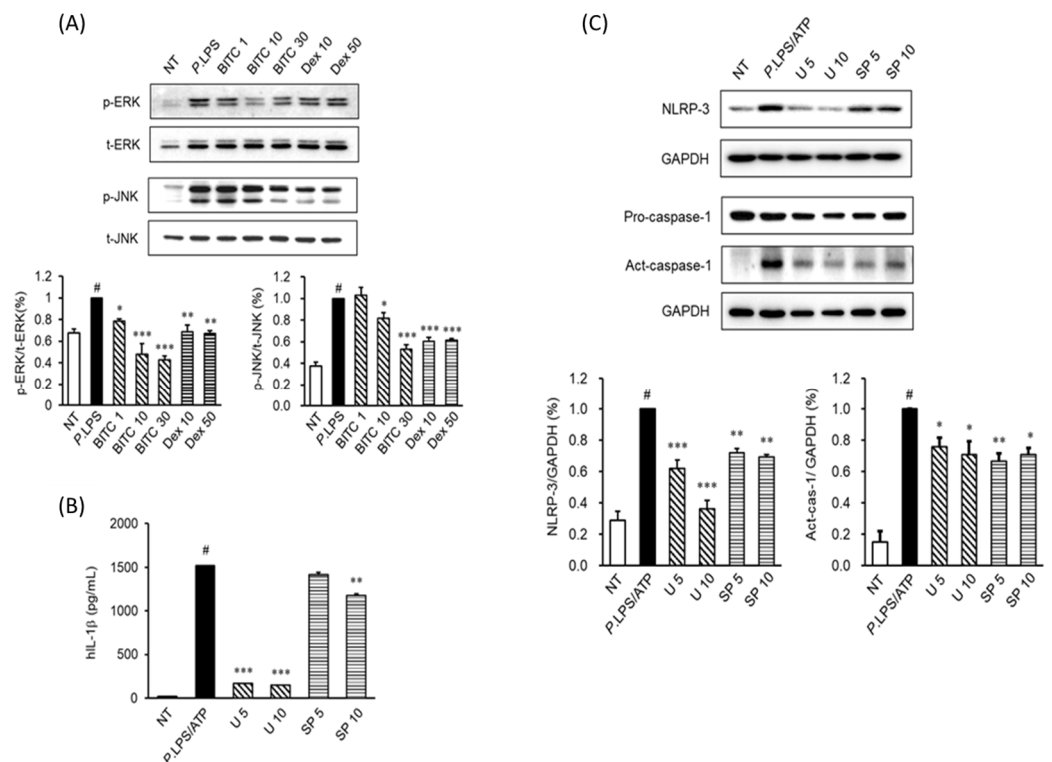 (A)
NT P.LPS BITC 1 BITC 10 BITC 30 Dex 10 Dex 50
p-ERK
t-ERK
p-JNK
t-JNK
p-ERK/t-ERK(%)
1.2
1.0
0.8
0.6
0.4
1.2
0.0
# * *** *** ** **
NT P.LPS BITC 1 BITC 10 BITC 30 Dex 10 Dex 50
p-JNK/t-JNK (%)
1.2
1.0
0.8
0.6
0.4
0.2
0.0
# * *** *** ***
NT P.LPS BITC 1 BITC 10 BITC 30 Dex 10 Dex 50
(B)
hIL-1β (pg/mL)
2000
1500
1000
500
0
# *** *** **
NT P.LPS/ATP U 5 U 10 SP 5 SP 10
(C)
NT P.LPS/ATP U 5 U 10 SP 5 SP 10
NLRP-3
GAPDH
Pro-caspase-1
Act-caspase-1
GAPDH
NLRP-3/GAPDH (%)
1.2
1.0
0.8
0.6
0.4
0.2
0.0
# *** *** ** **
NT P.LPS/ATP U 5 U 10 SP 5 SP 10
Act-cas-1/ GAPDH (%)
1.2
1.0
0.8
0.6
0.4
0.2
0.0
# * * ** *
NT P.LPS/ATP U 5 U 10 SP 5 SP 10